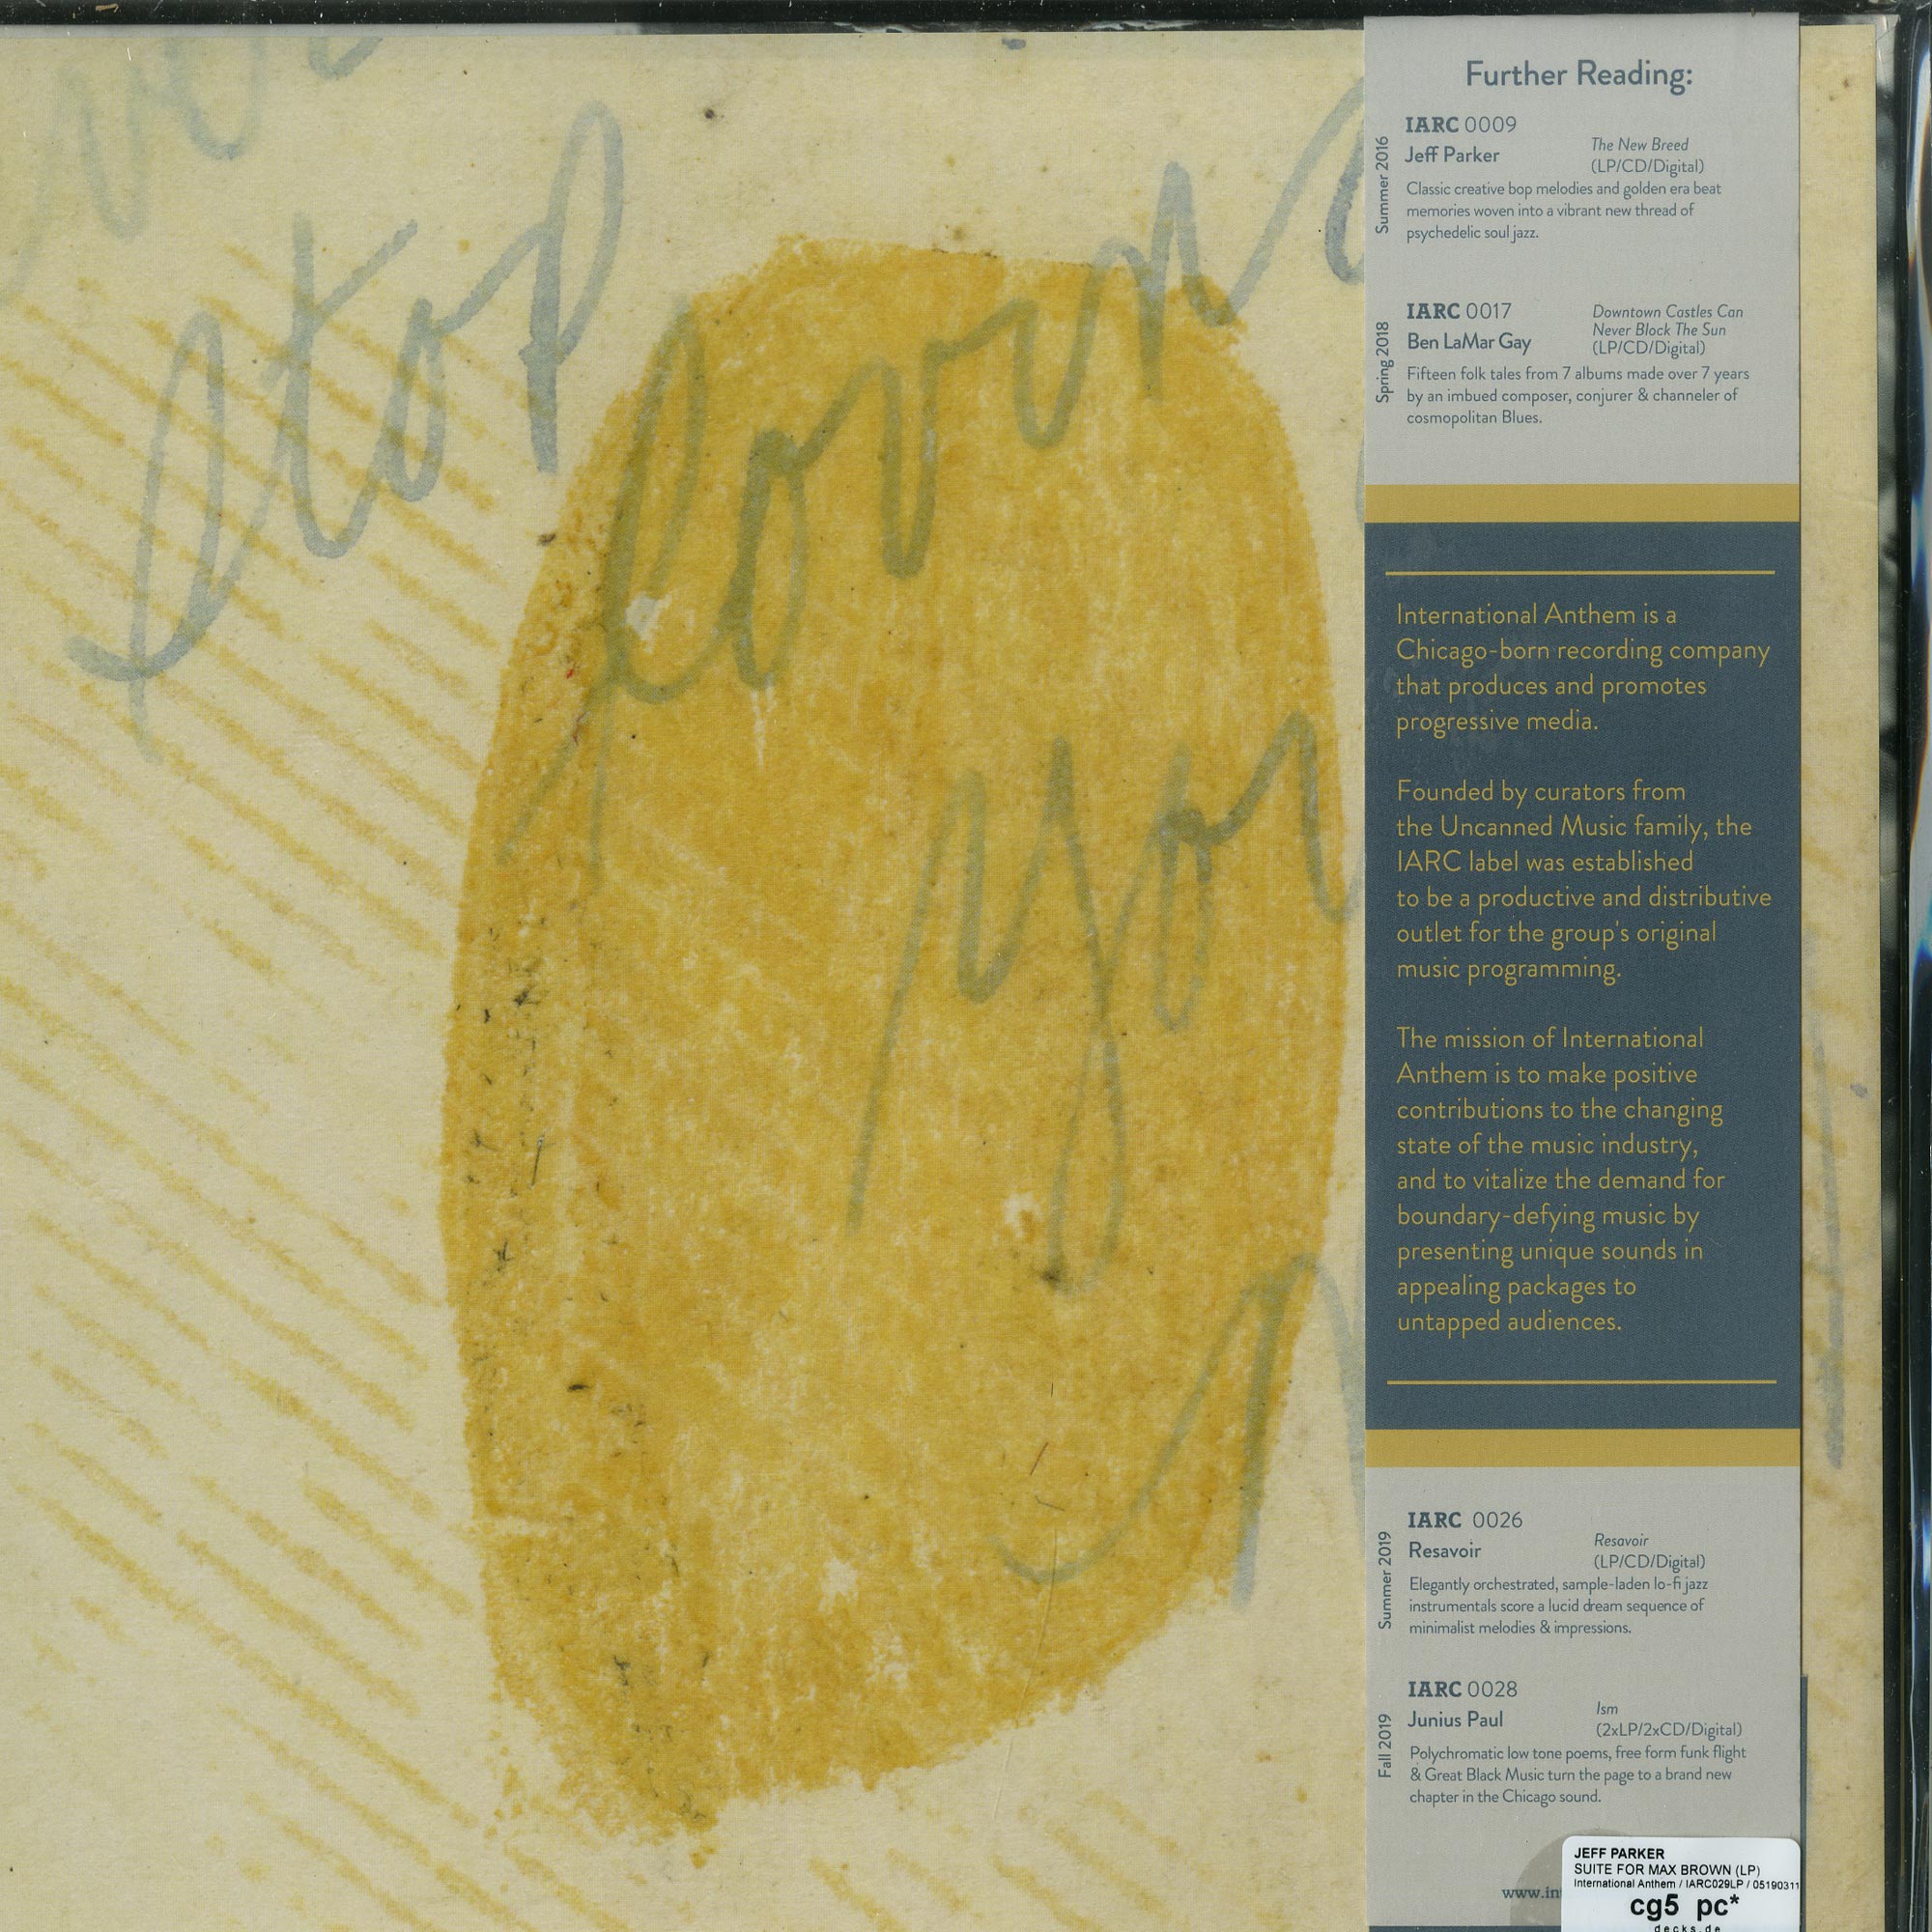 stop
lovin
yo
Further Reading:
Summer 2016
IARC 0009
Jeff Parker
The New Breed
(LP/CD/Digital)
Classic creative bop melodies and golden era beat
memories woven into a vibrant new thread of
psychedelic soul jazz.
Spring 2018
IARC 0017
Ben LaMar Gay
Downtown Castles Can
Never Block The Sun
(LP/CD/Digital)
Fifteen folk tales from 7 albums made over 7 years
by an imbued composer, conjurer & channeler of
cosmopolitan Blues.
International Anthem is a
Chicago-born recording company
that produces and promotes
progressive media.
Founded by curators from
the Uncanned Music family, the
IARC label was established
to be a productive and distributive
outlet for the group's original
music programming.
The mission of International
Anthem is to make positive
contributions to the changing
state of the music industry,
and to vitalize the demand for
boundary-defying music by
presenting unique sounds in
appealing packages to
untapped audiences.
Summer 2019
IARC 0026
Resavoir
Resavoir
(LP/CD/Digital)
Elegantly orchestrated, sample-laden lo-fi jazz
instrumentals score a lucid dream sequence of
minimalist melodies & impressions.
Fall 2019
IARC 0028
Junius Paul
Ism
(2xLP/2xCD/Digital)
Polychromatic low tone poems, free form funk flight
& Great Black Music turn the page to a brand new
chapter in the Chicago sound.
www.in
JEFF PARKER
SUITE FOR MAX BROWN (LP)
International Anthem / IARC029LP / 05190311
cg5 pc*
decks.de